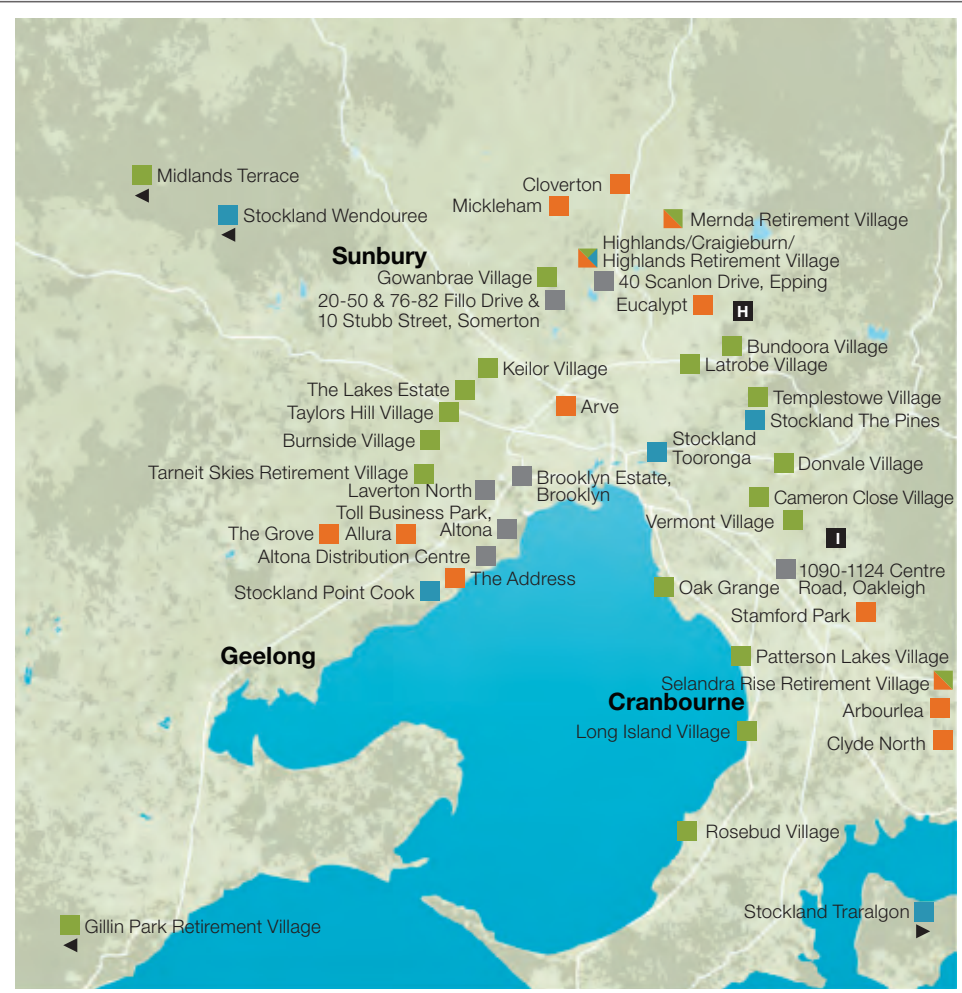 Midlands Terrace
Cloverton
Mickleham
Stockland Wendouree
Mernda Retirement Village
Sunbury
Highlands/Craigieburn/
Highlands Retirement Village
Gowanbrae Village
40 Scanlon Drive, Epping
20-50 & 76-82 Fillo Drive &
10 Stubb Street, Somerton
Eucalypt
H
Bundoora Village
Latrobe Village
Keilor Village
The Lakes Estate
Templestowe Village
Taylors Hill Village
Arve
Stockland The Pines
Burnside Village
Stockland
Tooronga
Donvale Village
Tarneit Skies Retirement Village
Brooklyn Estate,
Brooklyn
Laverton North
Cameron Close Village
Toll Business Park,
Altona
Vermont Village
The Grove
Allura
I
Altona Distribution Centre
1090-1124 Centre
Road, Oakleigh
The Address
Stockland Point Cook
Oak Grange
Stamford Park
Geelong
Patterson Lakes Village
Selandra Rise Retirement Village
Cranbourne
Arbourlea
Long Island Village
Clyde North
Rosebud Village
Stockland Traralgon
Gillin Park Retirement Village